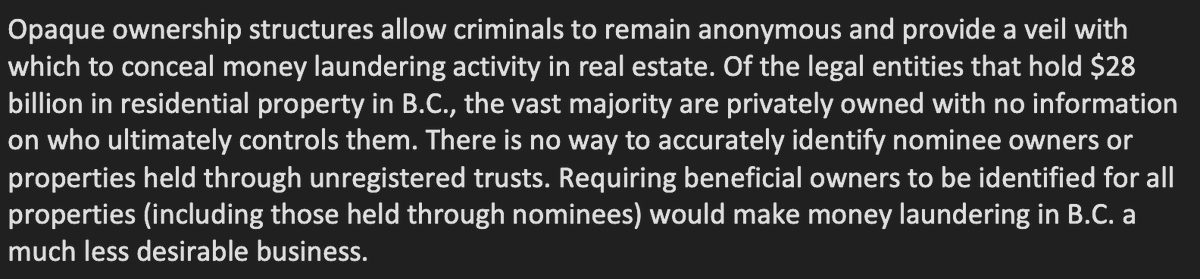 Opaque ownership structures allow criminals to remain anonymous and provide a veil with
which to conceal money laundering activity in real estate. Of the legal entities that hold $28
billion in residential property in B.C., the vast majority are privately owned with no information
on who ultimately controls them. There is no way to accurately identify nominee owners or
properties held through unregistered trusts. Requiring beneficial owners to be identified for all
properties (including those held through nominees) would make money laundering in B.C. a
much less desirable business.